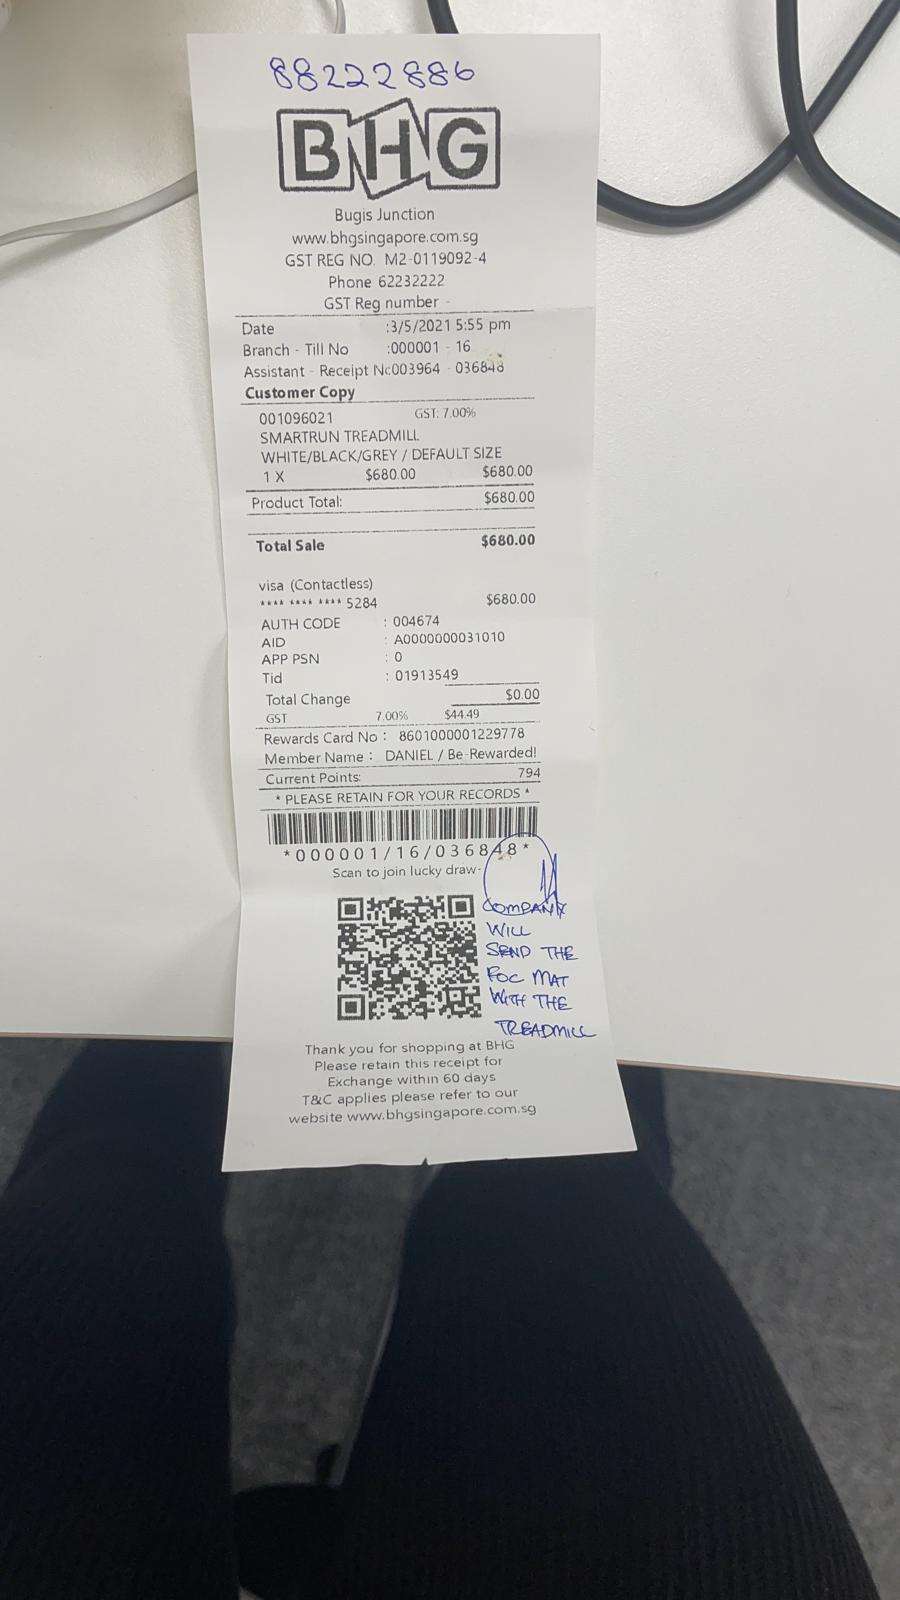 88222886
BHG
Bugis Junction
www.bhgsingapore.com.sg
GST REG NO. M2-0119092-4
Phone 62232222
GST Reg number -
Date :3/5/2021 5:55 pm
Branch - Till No :000001 - 16
Assistant - Receipt Nc003964 - 036848
Customer Copy
001096021 GST: 7.00%
SMARTRUN TREADMILL
WHITE/BLACK/GREY / DEFAULT SIZE
1 X $680.00 $680.00
Product Total: $680.00
Total Sale $680.00
visa (Contactless)
**** **** **** 5284 $680.00
AUTH CODE : 004674
AID : A0000000031010
APP PSN : 0
Tid : 01913549
Total Change $0.00
GST 7.00% $44.49
Rewards Card No : 8601000001229778
Member Name : DANIEL / Be-Rewarded!
Current Points: 794
* PLEASE RETAIN FOR YOUR RECORDS *
*000001/16/036848*
Scan to join lucky draw-
COMPANY
WILL
SEND THE
FOC MAT
WITH THE
TREADMILL
Thank you for shopping at BHG
Please retain this receipt for
Exchange within 60 days
T&C applies please refer to our
website www.bhgsingapore.com.sg